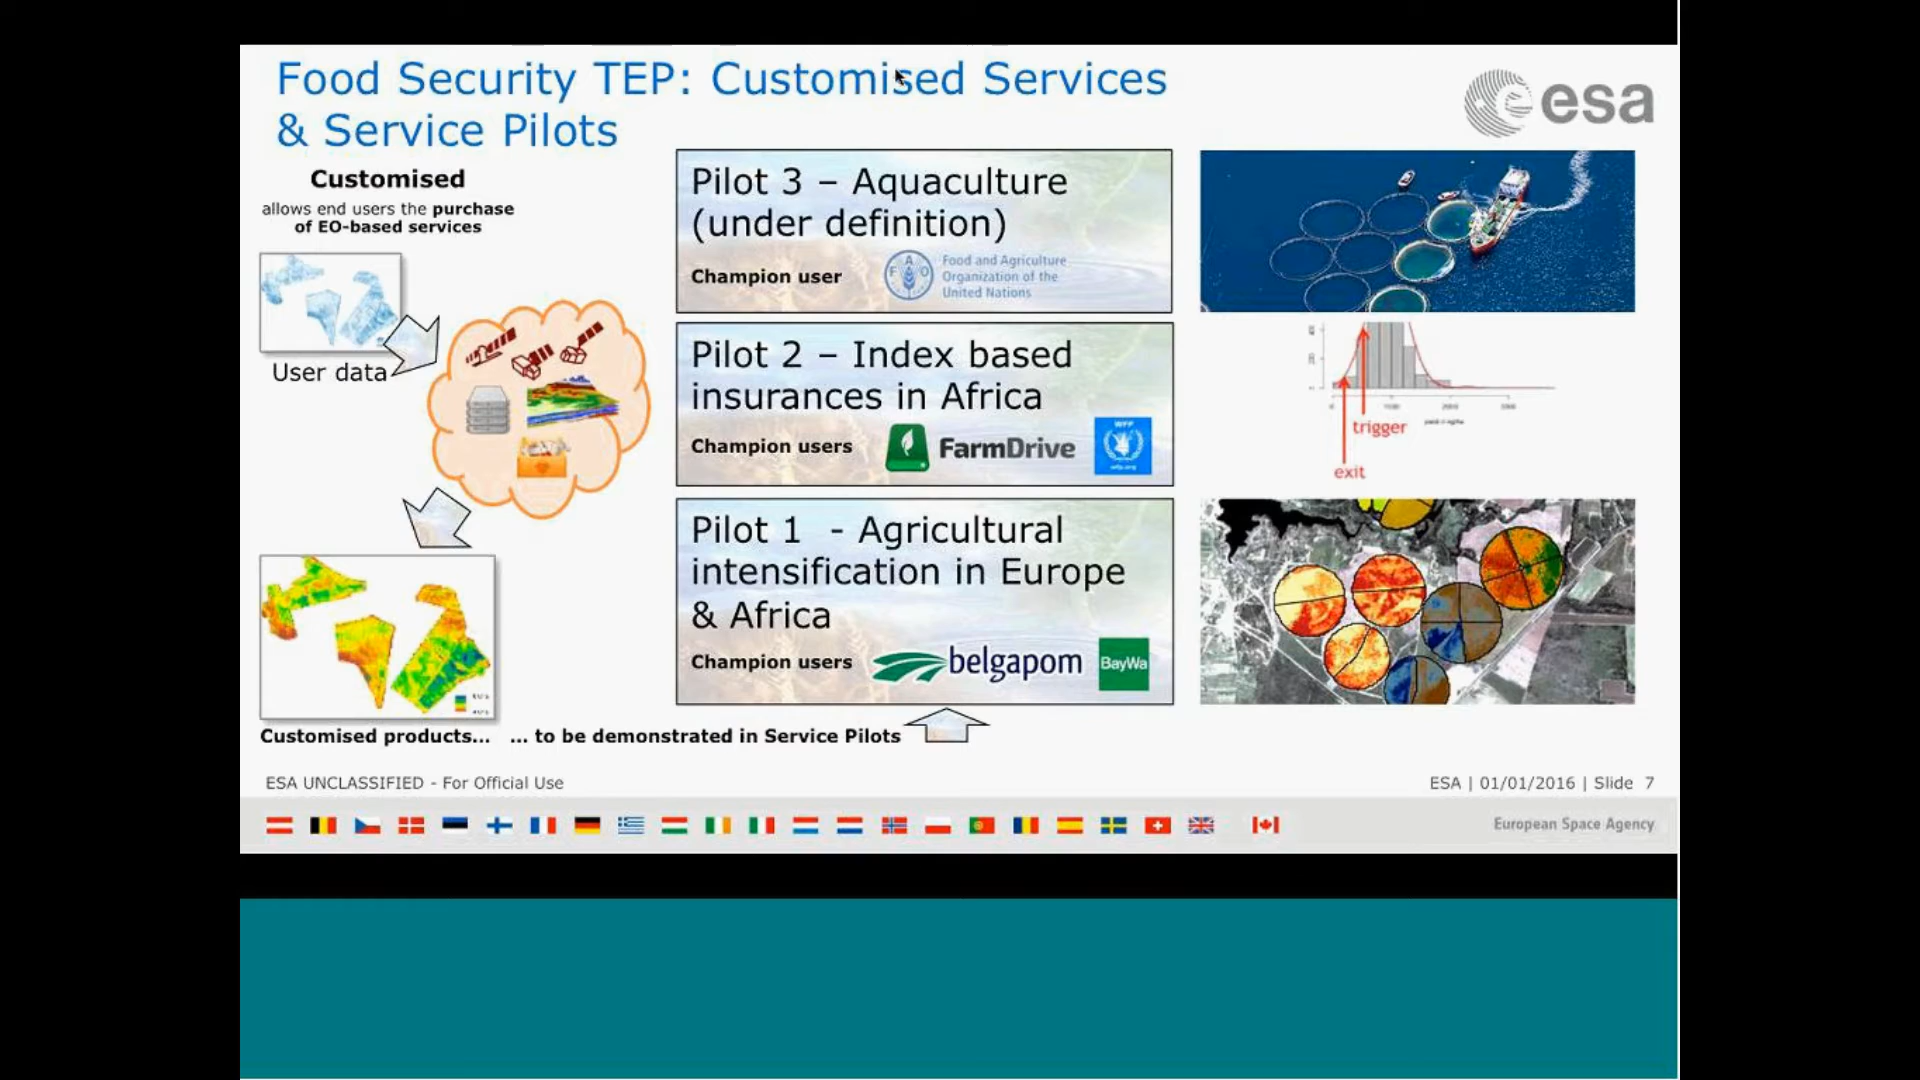 Food Security TEP: Customised Services
& Service Pilots
esa
Customised
allows end users the purchase
of EO-based services
User data
Customised products...
... to be demonstrated in Service Pilots
Pilot 3 – Aquaculture
(under definition)
Champion user
F A O
Food and Agriculture
Organization of the
United Nations
Pilot 2 – Index based
insurances in Africa
Champion users
FarmDrive
WFP
wfp.org
trigger
exit
Pilot 1 - Agricultural
intensification in Europe
& Africa
Champion users
belgapom
BayWa
ESA UNCLASSIFIED - For Official Use
ESA | 01/01/2016 | Slide 7
European Space Agency